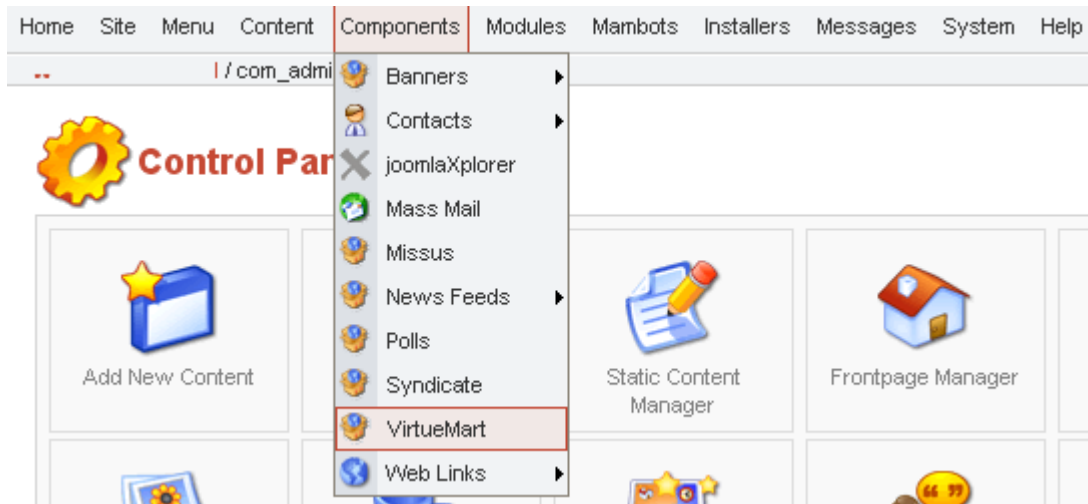 Home Site Menu Content Components Modules Mambots Installers Messages System Help
/ com_admi
Banners
Contacts
Control Pan
joomlaXplorer
Mass Mail
Missus
News Feeds
Polls
Syndicate
VirtueMart
Web Links
Add New Content
Static Content
Manager
Frontpage Manager